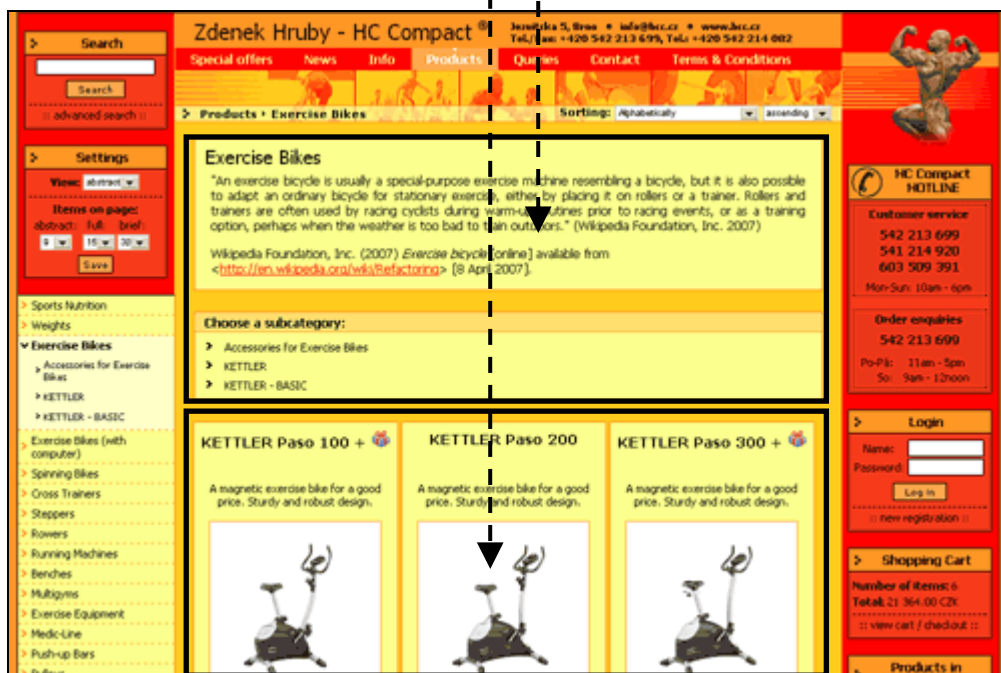 Search
Search
:: advanced search ::
Settings
View: abstract
Items on page:
abstract: full: brief:
9 15 30
Save
Sports Nutrition
Weights
Exercise Bikes
Accessories for Exercise
Bikes
KETTLER
KETTLER - BASIC
Exercise Bikes (with
computer)
Spinning Bikes
Cross Trainers
Steppers
Rowers
Running Machines
Benches
Multigyms
Exercise Equipment
Medic-Line
Push-up Bars
Zdenek Hruby - HC Compact ®
5, Brno • info@hcc.cz • www.hcc.cz
Tel./Fax: +420 542 213 699, Tel.: +420 542 214 002
Special offers News Info Products Queries Contact Terms & Conditions
Products › Exercise Bikes
Sorting: Alphabetically ascending
Exercise Bikes
"An exercise bicycle is usually a special-purpose exercise machine resembling a bicycle, but it is also possible
to adapt an ordinary bicycle for stationary exercise, either by placing it on rollers or a trainer. Rollers and
trainers are often used by racing cyclists during warm-up routines prior to racing events, or as a training
option, perhaps when the weather is too bad to train outdoors." (Wikipedia Foundation, Inc. 2007)
Wikipedia Foundation, Inc. (2007) Exercise bicycle [online] available from
<http://en.wikipedia.org/wiki/Refactoring> [8 April 2007].
Choose a subcategory:
Accessories for Exercise Bikes
KETTLER
KETTLER - BASIC
KETTLER Paso 100 +
A magnetic exercise bike for a good
price. Sturdy and robust design.
KETTLER Paso 200
A magnetic exercise bike for a good
price. Sturdy and robust design.
KETTLER Paso 300 +
A magnetic exercise bike for a good
price. Sturdy and robust design.
HC Compact
HOTLINE
Customer service
542 213 699
541 214 920
603 509 391
Mon-Sun: 10am - 6pm
Order enquiries
542 213 699
Po-Pá: 11am - 5pm
So: 9am - 12noon
Login
Name:
Password:
Log in
:: new registration ::
Shopping Cart
Number of items: 6
Total: 21 364.00 CZK
:: view cart / checkout ::
Products in